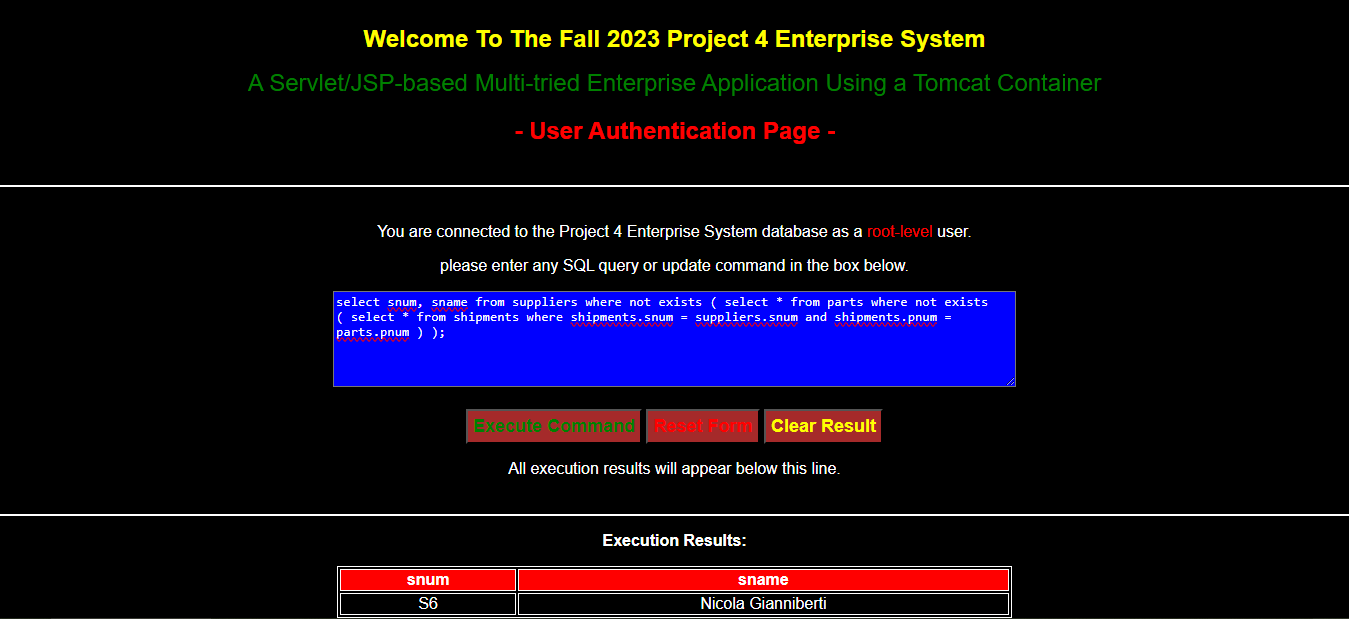 Welcome To The Fall 2023 Project 4 Enterprise System
A Servlet/JSP-based Multi-tried Enterprise Application Using a Tomcat Container
- User Authentication Page -
You are connected to the Project 4 Enterprise System database as a root-level user.
please enter any SQL query or update command in the box below.
select snum, sname from suppliers where not exists ( select * from parts where not exists
( select * from shipments where shipments.snum = suppliers.snum and shipments.pnum =
parts.pnum ) );
Execute Command Reset Form Clear Result
All execution results will appear below this line.
Execution Results:
snum sname
S6 Nicola Gianniberti